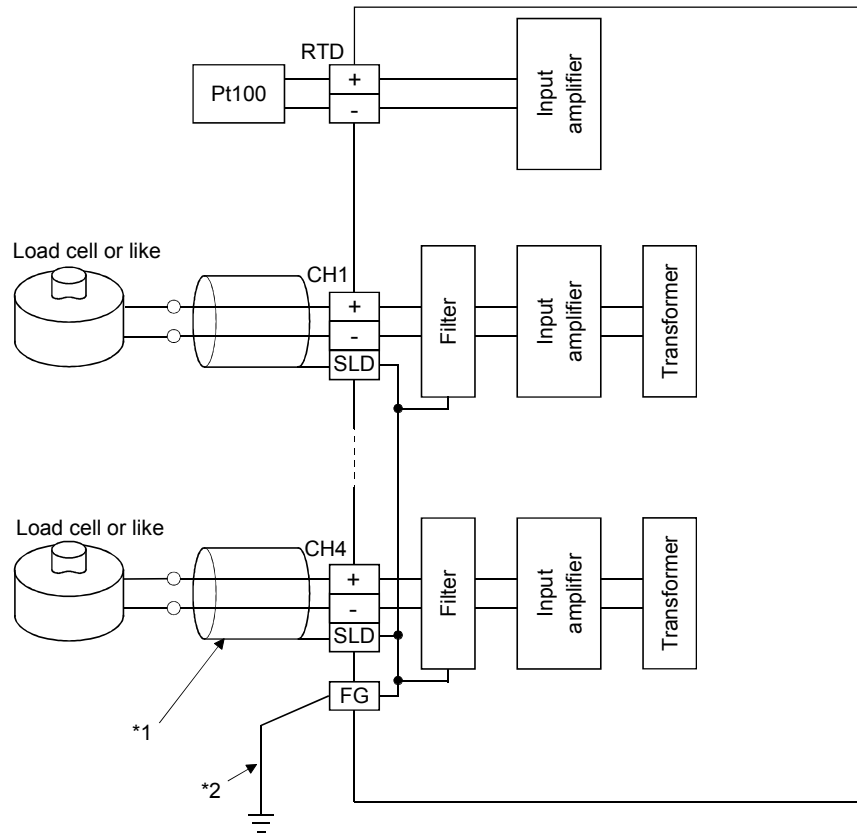 RTD
Pt100
+
-
Input
amplifier
Load cell or like
CH1
+
-
SLD
Filter
Input
amplifier
Transformer
Load cell or like
CH4
+
-
SLD
Filter
Input
amplifier
Transformer
FG
*1
*2